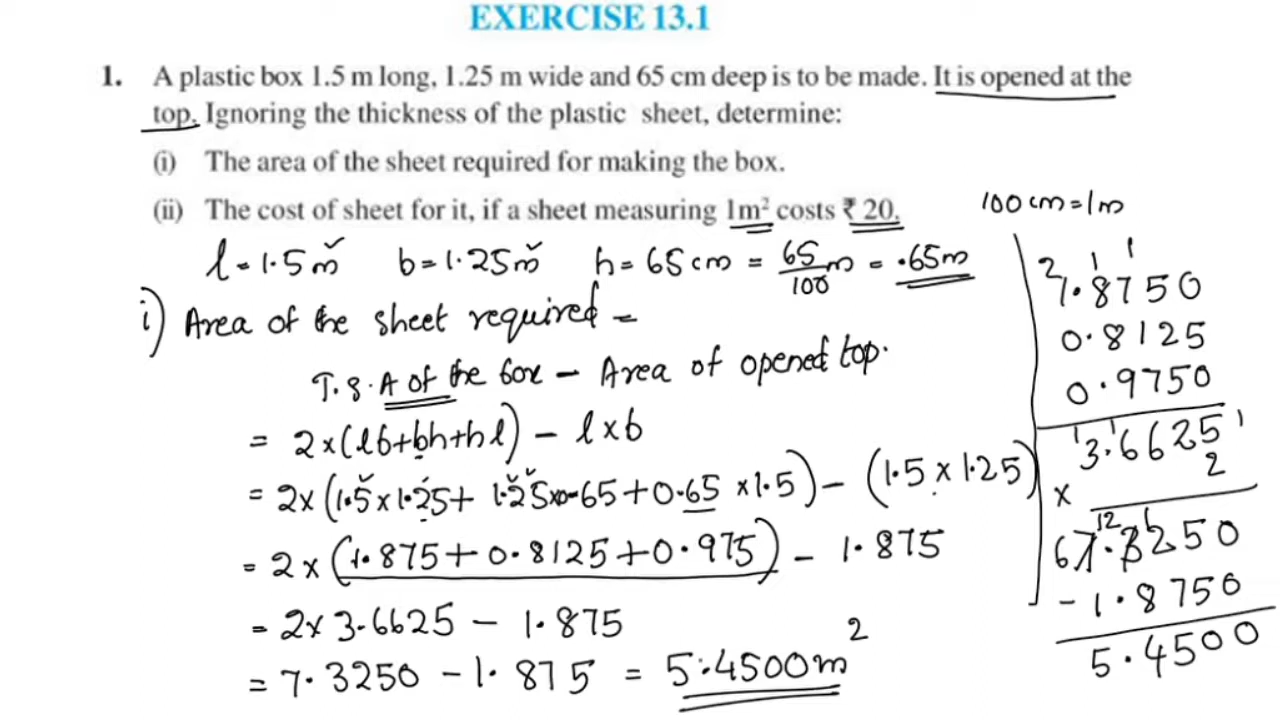 EXERCISE 13.1
1. A plastic box 1.5 m long, 1.25 m wide and 65 cm deep is to be made. It is opened at the
top. Ignoring the thickness of the plastic sheet, determine:
(i) The area of the sheet required for making the box.
(ii) The cost of sheet for it, if a sheet measuring 1m² costs ₹ 20.
l = 1.5m b = 1.25m h = 65 cm = 65/100 m = .65m
i) Area of the sheet required =
T.S.A of the box - Area of opened top.
= 2×(lb+bh+hl) - l×b
= 2×(1.5×1.25+ 1.25×0.65+0.65 ×1.5) - (1.5×1.25)
= 2×(1.875+0.8125+0.975) - 1.875
= 2×3.6625 - 1.875
= 7.3250 - 1.875 = 5.4500m²
100 cm = 1m
1.8750
0.8125
0.9750
3.6625
× 2
7.3250
- 1.8750
5.4500